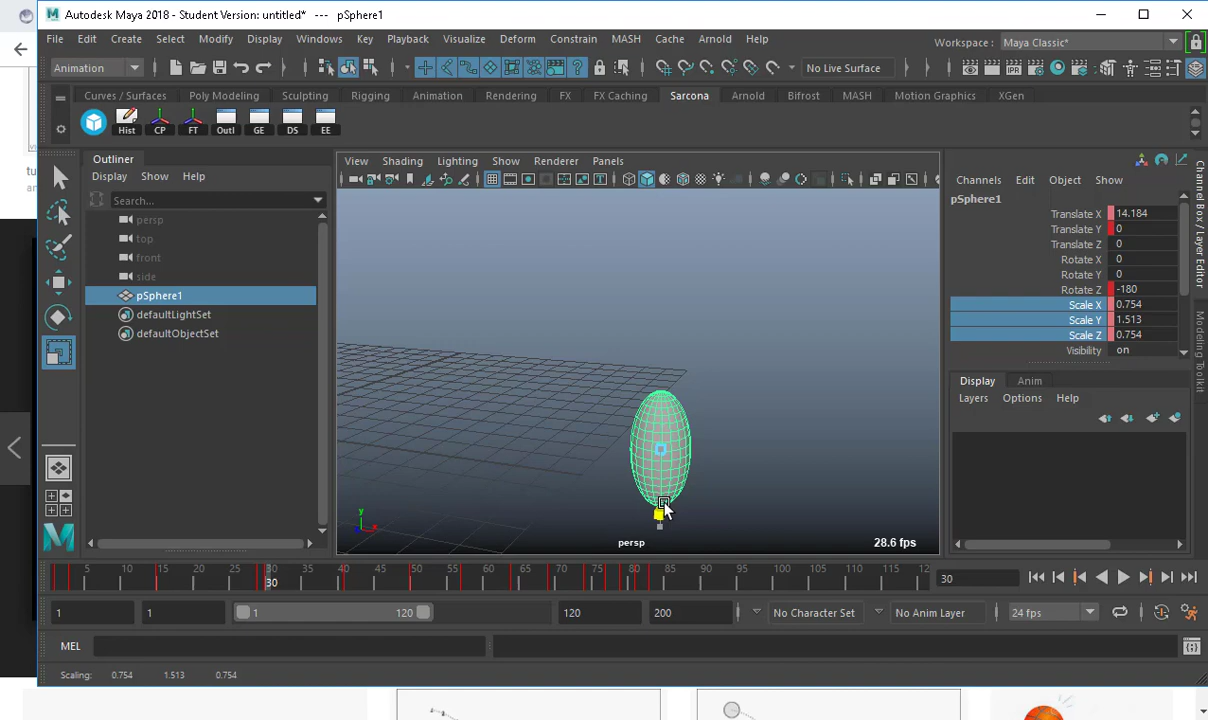 Autodesk Maya 2018 - Student Version: untitled*   ---   pSphere1
File Edit Create Select Modify Display Windows Key Playback Visualize Deform Constrain MASH Cache Arnold Help
Workspace : Maya Classic*
Animation
No Live Surface
IPR
Curves / Surfaces Poly Modeling Sculpting Rigging Animation Rendering FX FX Caching Sarcona Arnold Bifrost MASH Motion Graphics XGen
Hist CP FT Outl GE DS EE
Outliner
Display Show Help
Search...
persp
top
front
side
pSphere1
defaultLightSet
defaultObjectSet
View Shading Lighting Show Renderer Panels
y
x
persp
28.6 fps
Channels Edit Object Show
pSphere1
Translate X 14.184
Translate Y 0
Translate Z 0
Rotate X 0
Rotate Y 0
Rotate Z -180
Scale X 0.754
Scale Y 1.513
Scale Z 0.754
Visibility on
Display Anim
Layers Options Help
Channel Box / Layer Editor
Modeling Toolkit
5 10 15 20 25 30 35 40 45 50 55 60 65 70 75 80 85 90 95 100 105 110 115 12
30
1 1 1 120 120 200 No Character Set No Anim Layer 24 fps
MEL
Scaling: 0.754 1.513 0.754